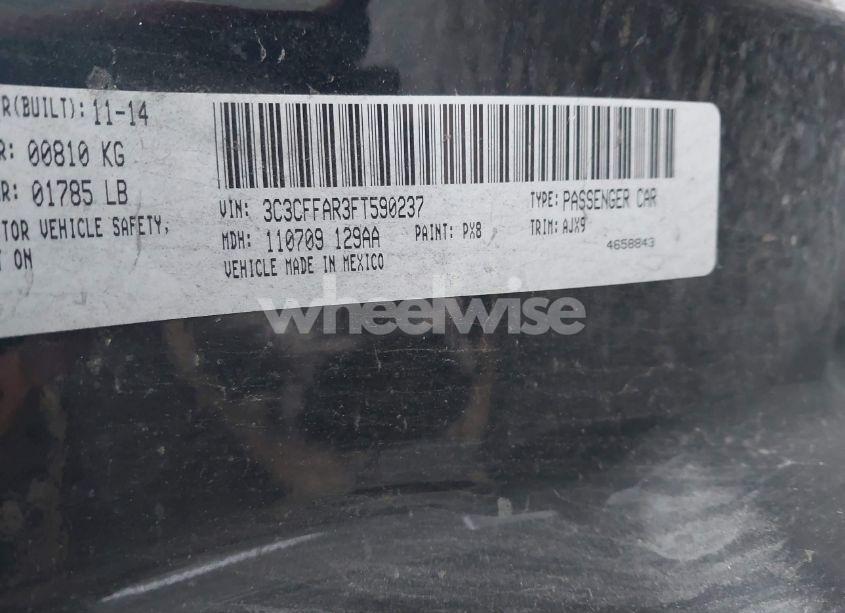 R(BUILT): 11-14
R: 00810 KG
R: 01785 LB
TOR VEHICLE SAFETY,
T ON
VIN: 3C3CFFAR3FT590237
TYPE: PASSENGER CAR
MDH: 110709 129AA PAINT: PX8
TRIM: AJX9
VEHICLE MADE IN MEXICO
4658843
wheelwise